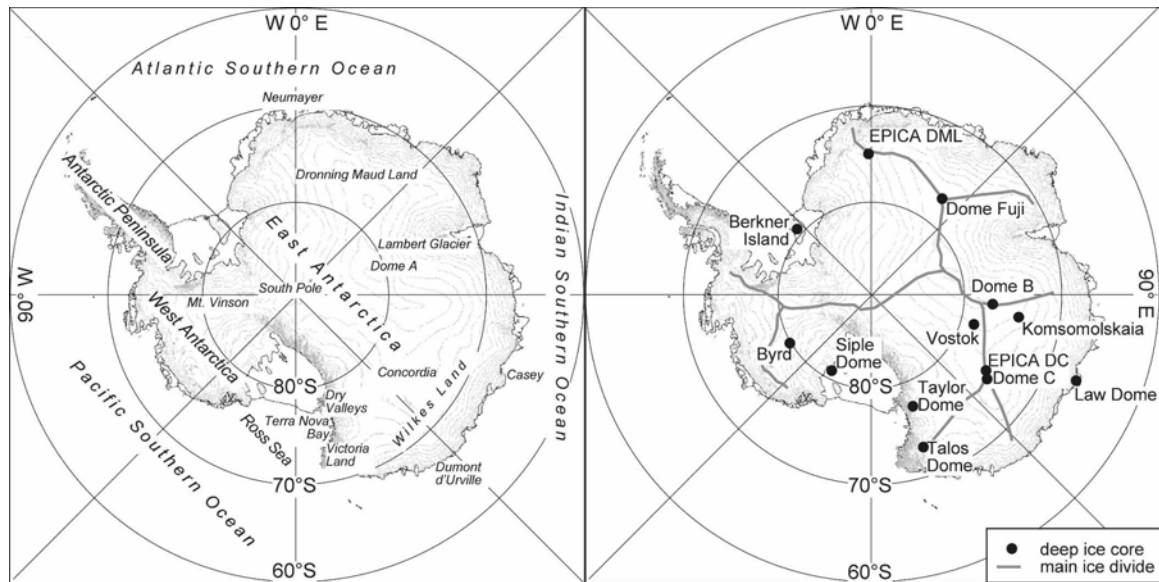 W 0° E
Atlantic Southern Ocean
Neumayer
Antarctic Peninsula
Dronning Maud Land
East Antarctica
Lambert Glacier
Dome A
Indian Southern Ocean
90° W
Mt. Vinson
South Pole
West Antarctica
Pacific Southern Ocean
80°S
Concordia
Casey
Wilkes Land
Dry
Valleys
Terra Nova
Bay
Ross Sea
Victoria
Land
Dumont
d'Urville
70°S
60°S
W 0° E
EPICA DML
Dome Fuji
Berkner
Island
Dome B
90° E
Komsomolskaia
Vostok
Byrd
Siple
Dome
EPICA DC
Dome C
80°S
Law Dome
Taylor
Dome
Talos
Dome
70°S
60°S
deep ice core
main ice divide